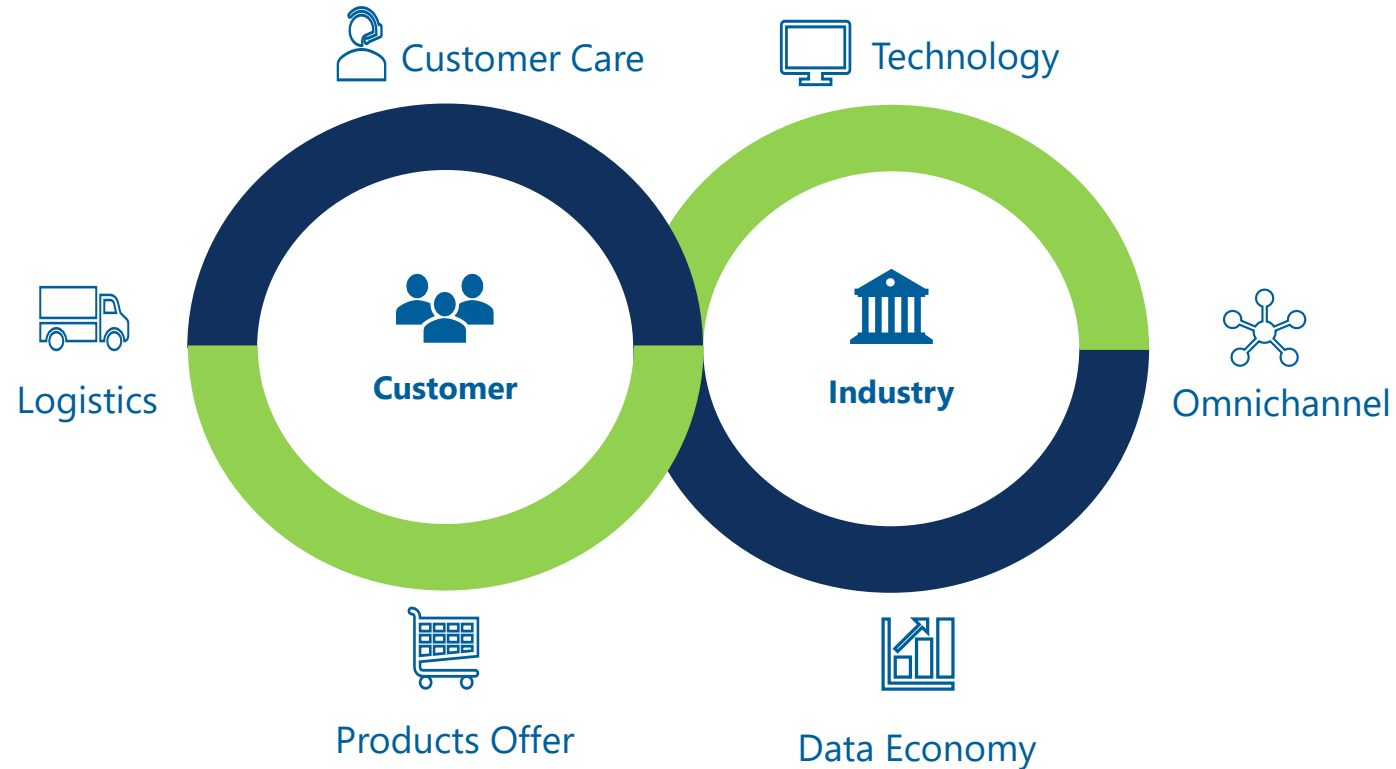 Customer Care
Technology
Logistics
Customer
Industry
Omnichannel
Products Offer
Data Economy